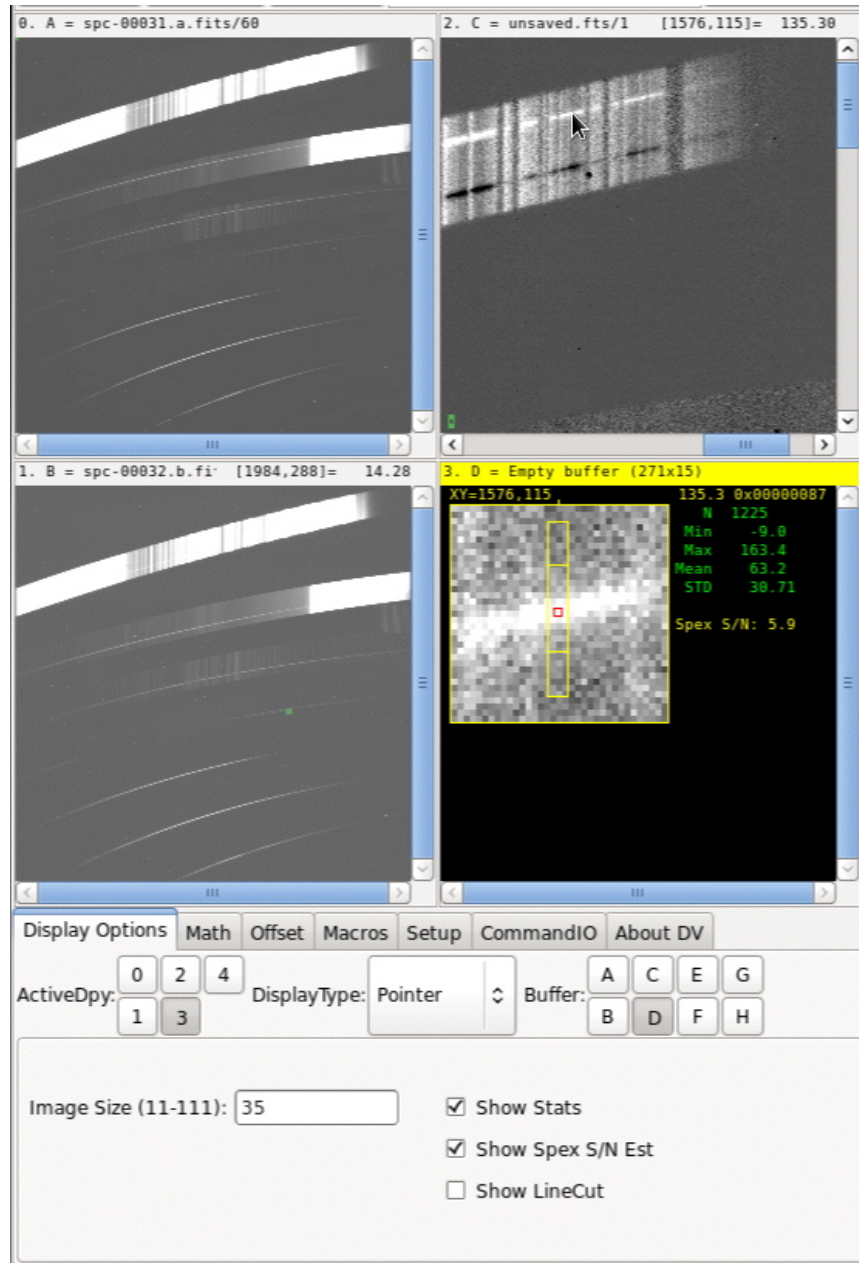 0. A = spc-00031.a.fits/60
2. C = unsaved.fts/1 [1576,115]= 135.30
1. B = spc-00032.b.fi [1984,288]= 14.28
3. D = Empty buffer (271x15)
XY=1576,115 135.3 0x00000087
N 1225
Min -9.0
Max 163.4
Mean 63.2
STD 30.71
Spex S/N: 5.9
Display Options Math Offset Macros Setup CommandIO About DV
ActiveDpy: 0 2 4 DisplayType: Pointer Buffer: A C E G
1 3 B D F H
Image Size (11-111): 35
Show Stats
Show Spex S/N Est
Show LineCut